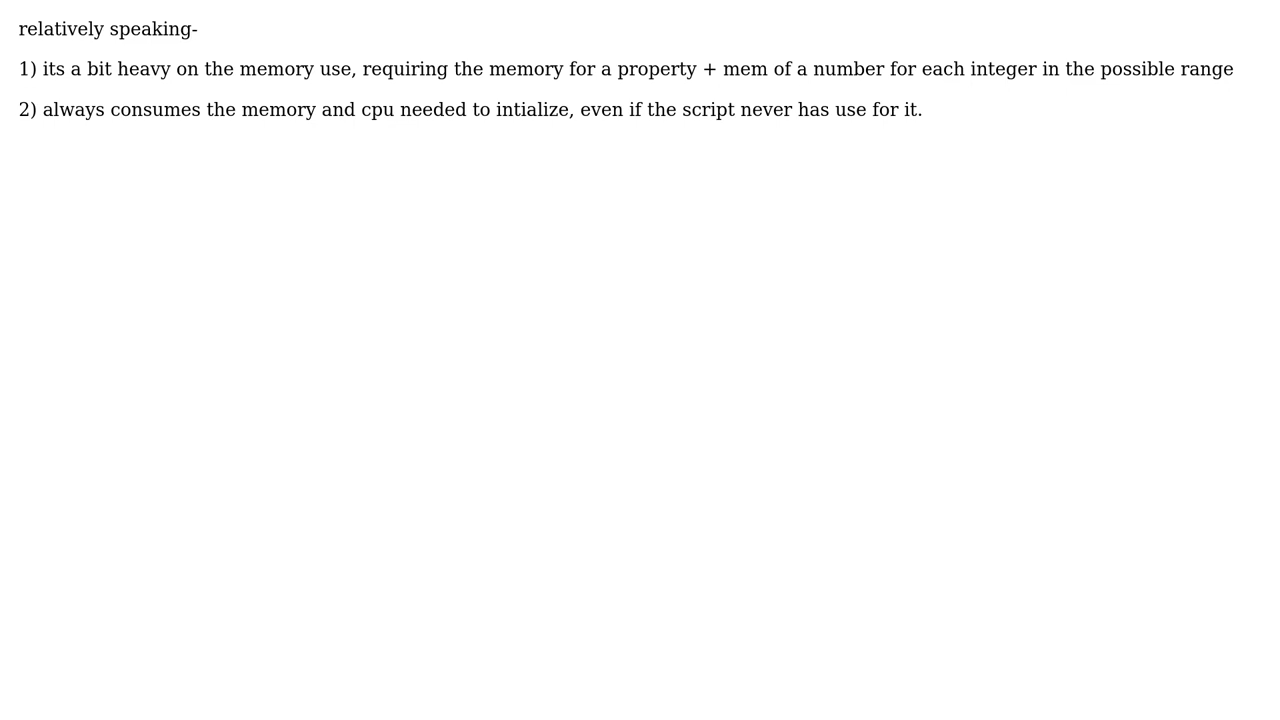 relatively speaking-
1) its a bit heavy on the memory use, requiring the memory for a property + mem of a number for each integer in the possible range
2) always consumes the memory and cpu needed to intialize, even if the script never has use for it.